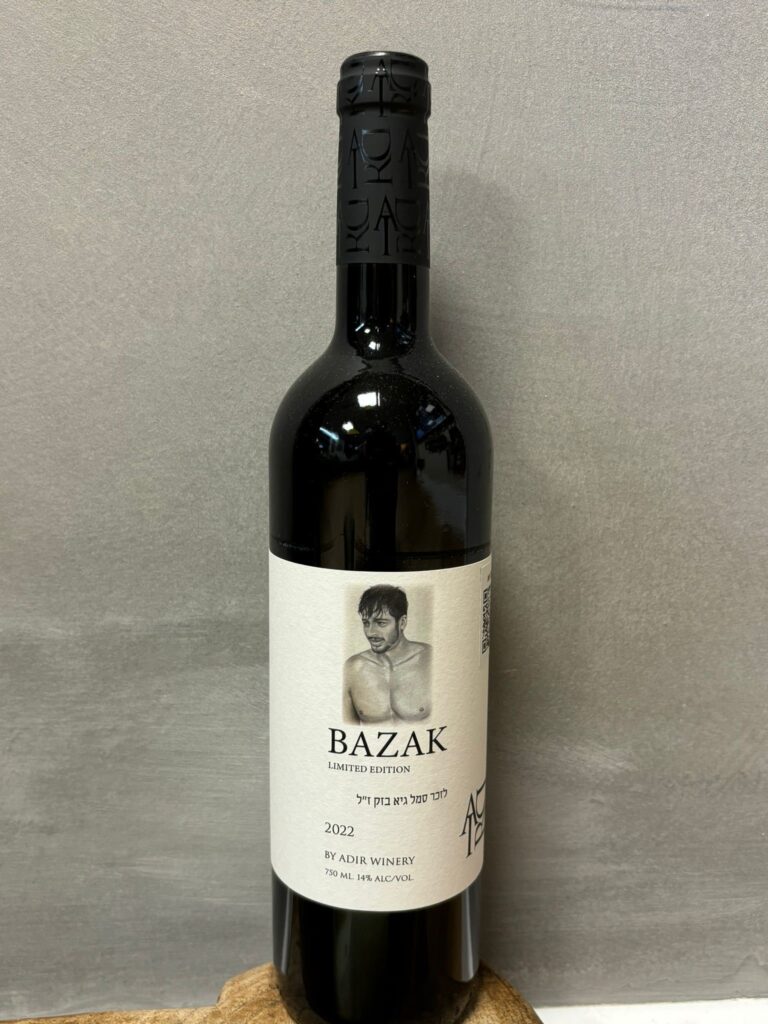 BAZAK
LIMITED EDITION
לזכר סמל גיא בזק ז"ל
2022
BY ADIR WINERY
750 ML. 14% ALC/VOL.